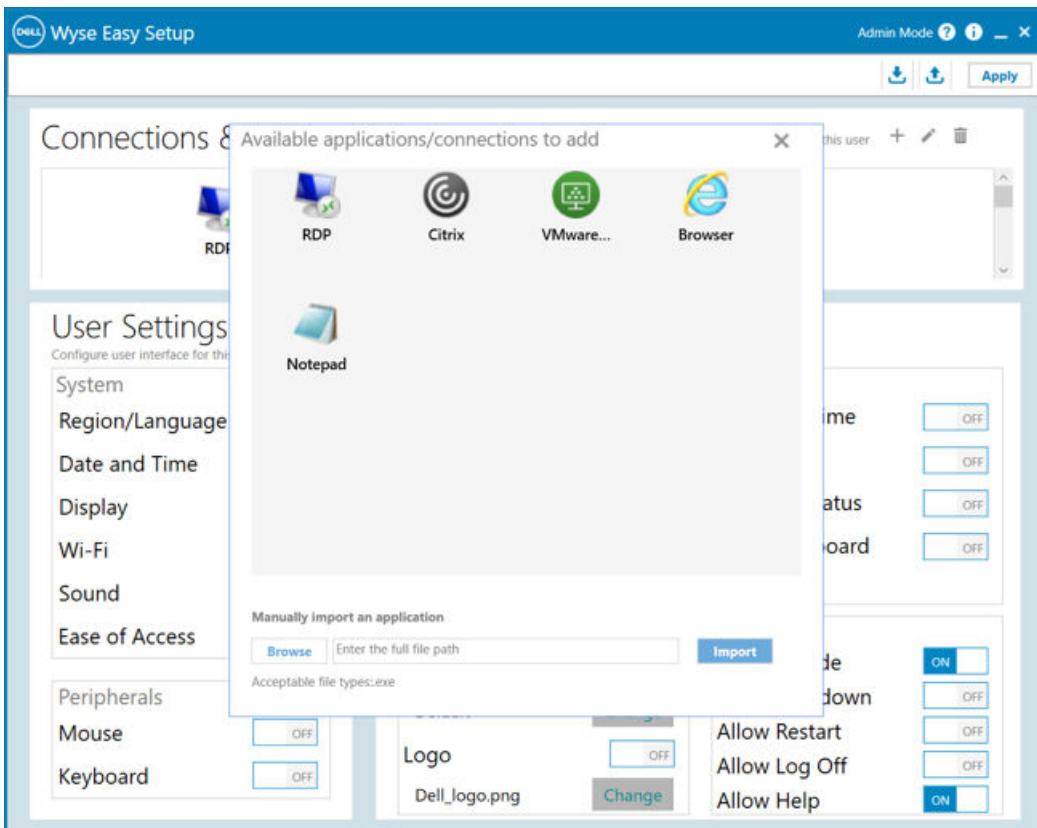 DELL Wyse Easy Setup
Admin Mode ? i
Apply
Connections &
this user
RDP
Available applications/connections to add
RDP Citrix VMware... Browser
Notepad
Manually import an application
Browse Enter the full file path Import
Acceptable file types:.exe
User Settings
Configure user interface for this
System
Region/Language
Date and Time
Display
Wi-Fi
Sound
Ease of Access
Peripherals
Mouse OFF
Keyboard OFF
Logo OFF
Dell_logo.png Change
ime OFF
OFF
atus OFF
oard OFF
de ON
down OFF
Allow Restart OFF
Allow Log Off OFF
Allow Help ON